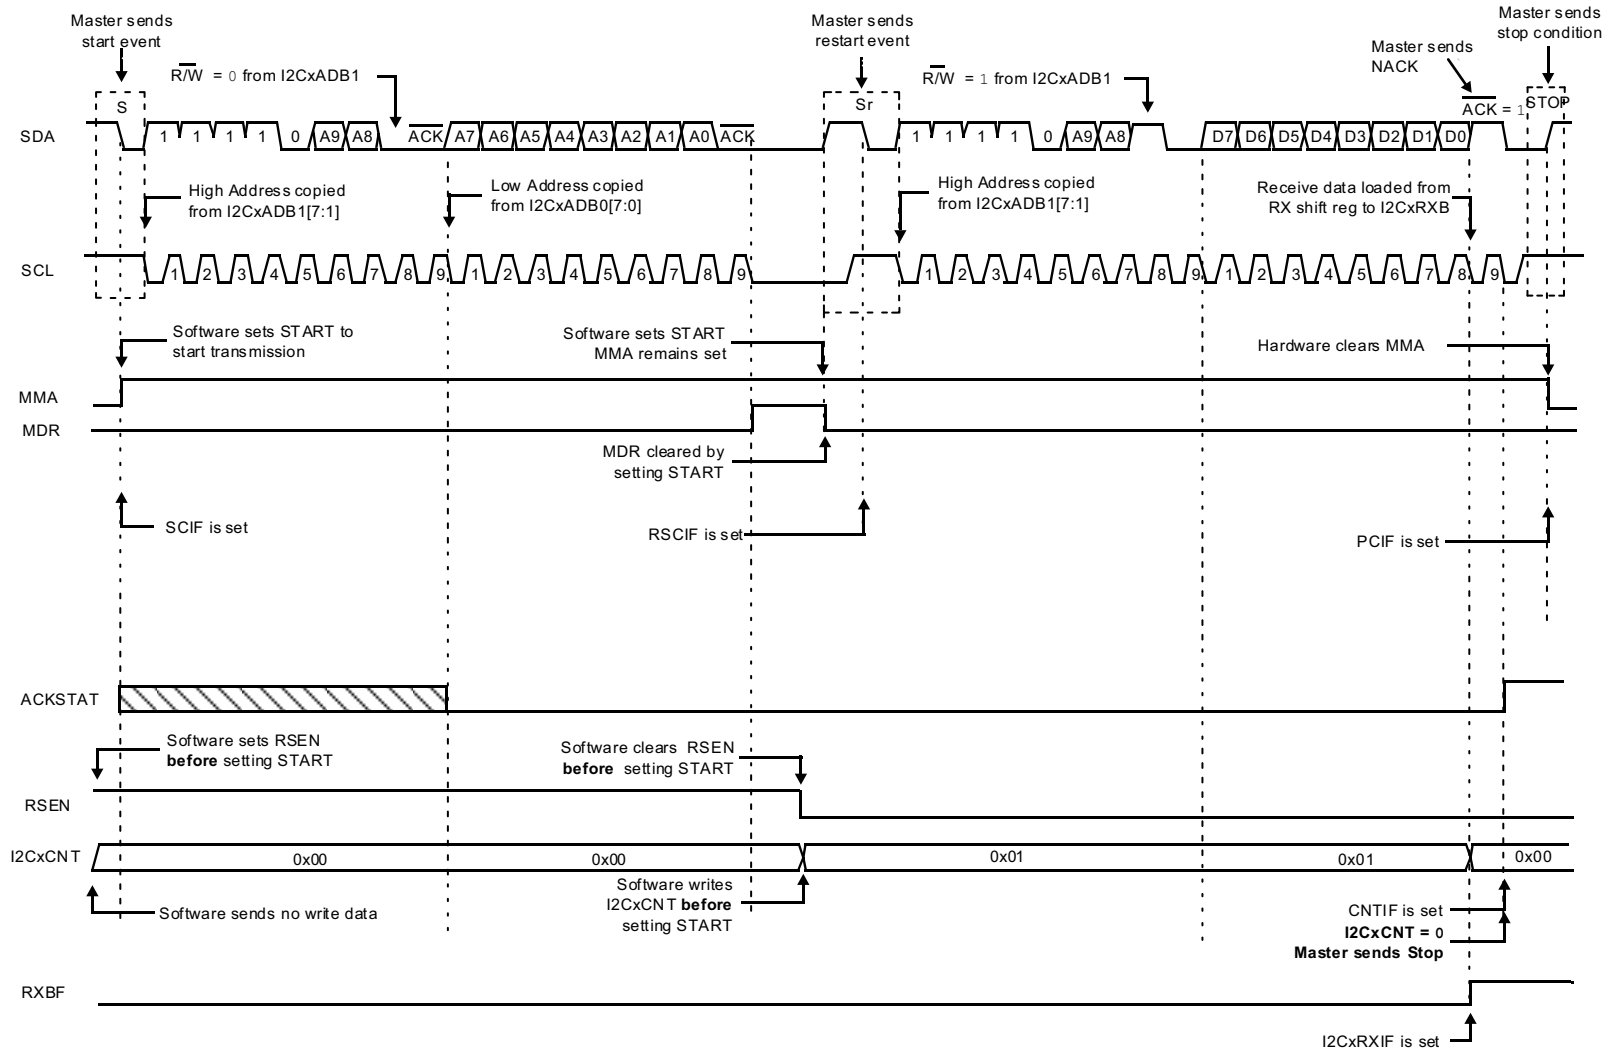 Master sends
start event
Master sends
restart event
Master sends
stop condition
Master sends
NACK
R/W = 0 from I2CxADB1
R/W = 1 from I2CxADB1
S
Sr
ACK = 1
STOP
SDA
1 1 1 1 0 A9 A8 ACK A7 A6 A5 A4 A3 A2 A1 A0 ACK 1 1 1 1 0 A9 A8 D7 D6 D5 D4 D3 D2 D1 D0
High Address copied
from I2CxADB1[7:1]
Low Address copied
from I2CxADB0[7:0]
High Address copied
from I2CxADB1[7:1]
Receive data loaded from
RX shift reg to I2CxRXB
SCL
1 2 3 4 5 6 7 8 9 1 2 3 4 5 6 7 8 9 1 2 3 4 5 6 7 8 9 1 2 3 4 5 6 7 8 9
Software sets START to
start transmission
Software sets START
MMA remains set
Hardware clears MMA
MMA
MDR
MDR cleared by
setting START
SCIF is set
RSCIF is set
PCIF is set
ACKSTAT
Software sets RSEN
before setting START
Software clears RSEN
before setting START
RSEN
I2CxCNT
0x00 0x00 0x01 0x01 0x00
Software sends no write data
Software writes
I2CxCNT before
setting START
CNTIF is set
I2CxCNT = 0
Master sends Stop
RXBF
I2CxRXIF is set